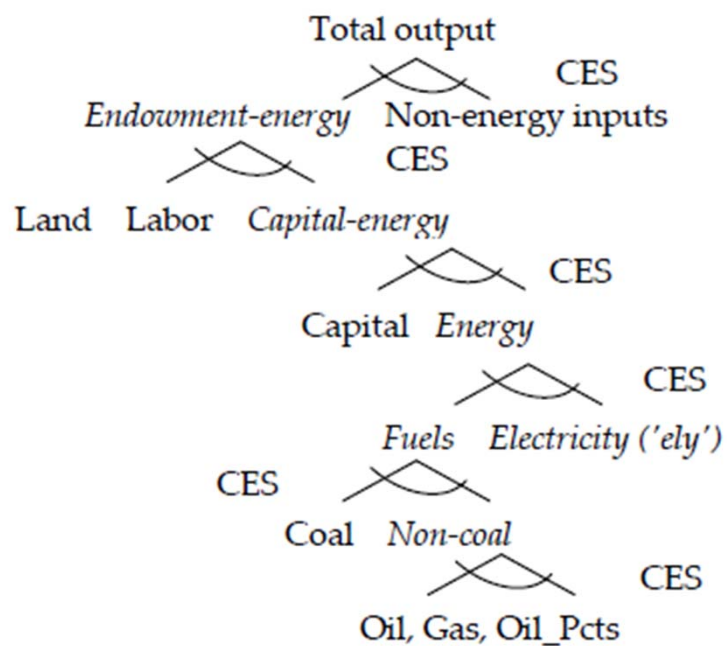 Total output
CES
Endowment-energy Non-energy inputs
CES
Land Labor Capital-energy
CES
Capital Energy
CES
Fuels Electricity ('ely')
CES
Coal Non-coal
CES
Oil, Gas, Oil_Pcts